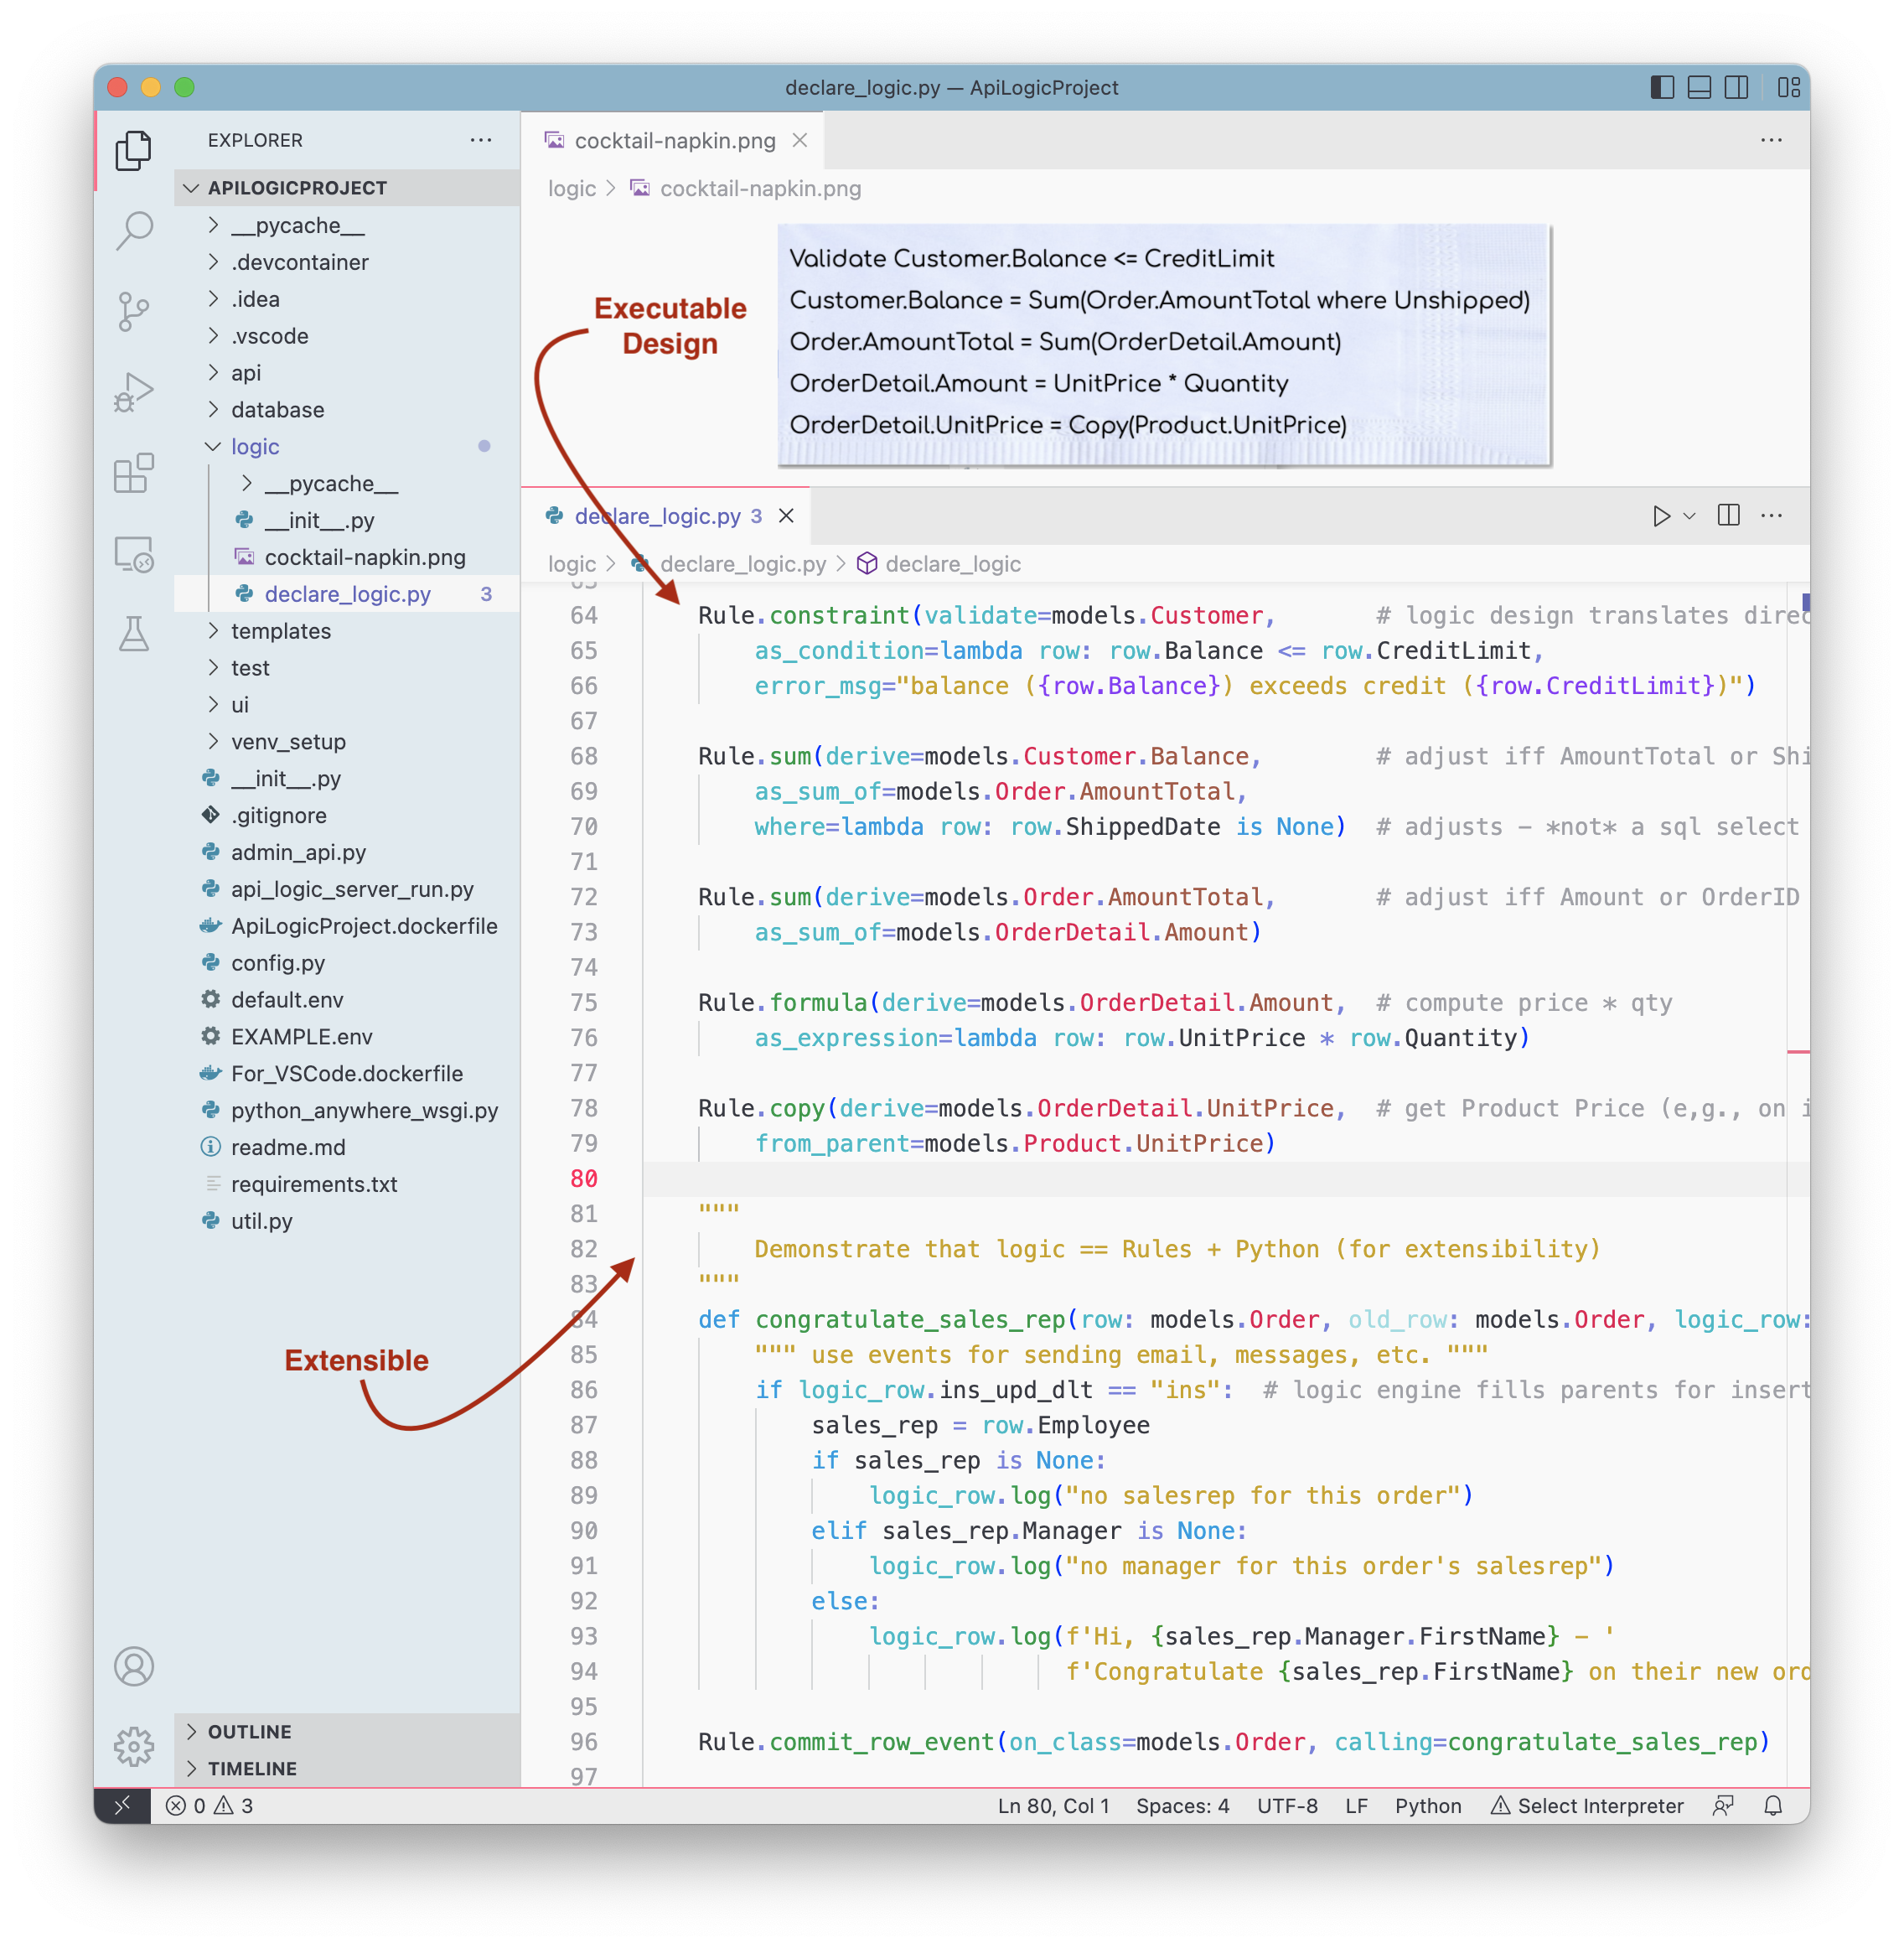 declare_logic.py — ApiLogicProject
EXPLORER
APILOGICPROJECT
__pycache__
.devcontainer
.idea
.vscode
api
database
logic
__pycache__
__init__.py
cocktail-napkin.png
declare_logic.py 3
templates
test
ui
venv_setup
__init__.py
.gitignore
admin_api.py
api_logic_server_run.py
ApiLogicProject.dockerfile
config.py
default.env
EXAMPLE.env
For_VSCode.dockerfile
python_anywhere_wsgi.py
readme.md
requirements.txt
util.py
OUTLINE
TIMELINE
cocktail-napkin.png
logic > cocktail-napkin.png
Executable
Design
Validate Customer.Balance <= CreditLimit
Customer.Balance = Sum(Order.AmountTotal where Unshipped)
Order.AmountTotal = Sum(OrderDetail.Amount)
OrderDetail.Amount = UnitPrice * Quantity
OrderDetail.UnitPrice = Copy(Product.UnitPrice)
declare_logic.py 3
logic > declare_logic.py > declare_logic
64 Rule.constraint(validate=models.Customer, # logic design translates direc
65 as_condition=lambda row: row.Balance <= row.CreditLimit,
66 error_msg="balance ({row.Balance}) exceeds credit ({row.CreditLimit})")
67
68 Rule.sum(derive=models.Customer.Balance, # adjust iff AmountTotal or Shi
69 as_sum_of=models.Order.AmountTotal,
70 where=lambda row: row.ShippedDate is None) # adjusts - *not* a sql select
71
72 Rule.sum(derive=models.Order.AmountTotal, # adjust iff Amount or OrderID
73 as_sum_of=models.OrderDetail.Amount)
74
75 Rule.formula(derive=models.OrderDetail.Amount, # compute price * qty
76 as_expression=lambda row: row.UnitPrice * row.Quantity)
77
78 Rule.copy(derive=models.OrderDetail.UnitPrice, # get Product Price (e,g., on i
79 from_parent=models.Product.UnitPrice)
80
81 """
82 Demonstrate that logic == Rules + Python (for extensibility)
83 """
84 def congratulate_sales_rep(row: models.Order, old_row: models.Order, logic_row:
85 """ use events for sending email, messages, etc. """
86 if logic_row.ins_upd_dlt == "ins": # logic engine fills parents for insert
87 sales_rep = row.Employee
88 if sales_rep is None:
89 logic_row.log("no salesrep for this order")
90 elif sales_rep.Manager is None:
91 logic_row.log("no manager for this order's salesrep")
92 else:
93 logic_row.log(f'Hi, {sales_rep.Manager.FirstName} - '
94 f'Congratulate {sales_rep.FirstName} on their new ord
95
96 Rule.commit_row_event(on_class=models.Order, calling=congratulate_sales_rep)
97
Extensible
0 3 Ln 80, Col 1 Spaces: 4 UTF-8 LF Python Select Interpreter